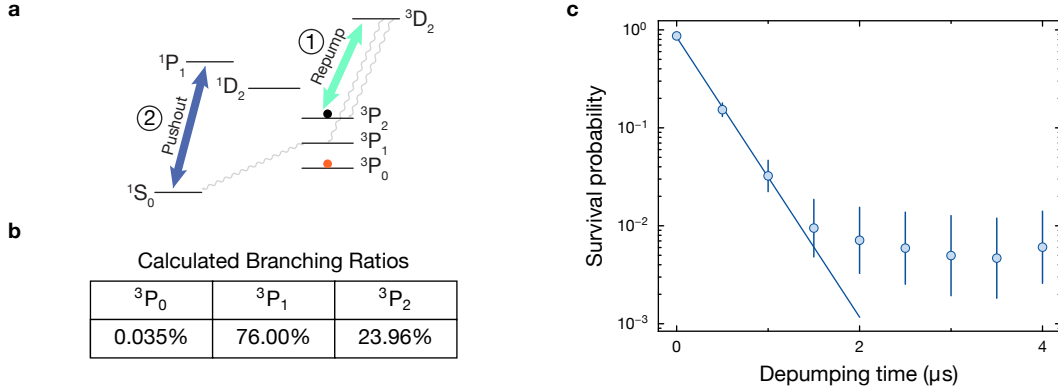 a
³D₂
①
Repump
¹P₁
¹D₂
②
Pushout
³P₂
³P₁
³P₀
¹S₀
b
Calculated Branching Ratios
³P₀ ³P₁ ³P₂
0.035% 76.00% 23.96%
c
10⁰
10⁻¹
10⁻²
10⁻³
Survival probability
0 2 4
Depumping time (µs)